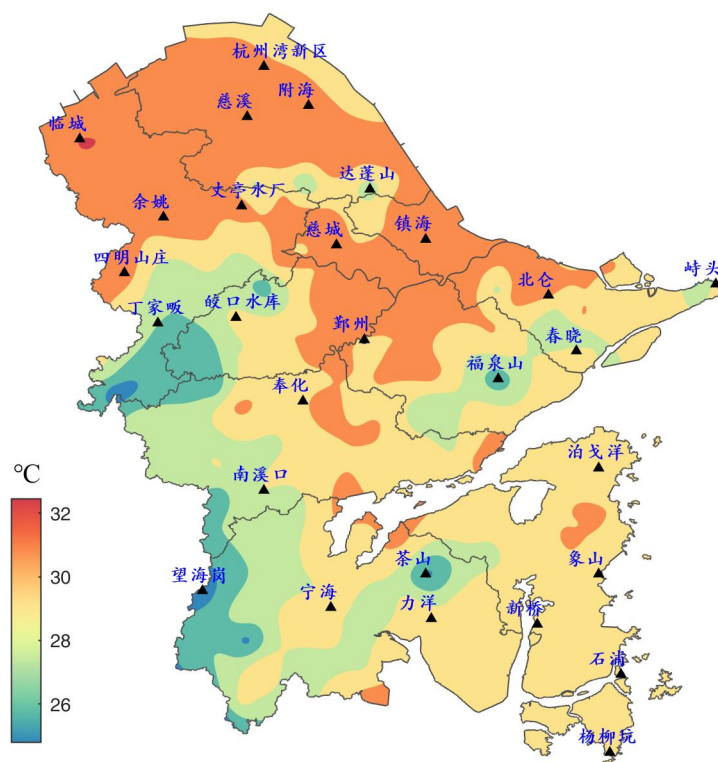 杭州湾新区
附海
慈溪
临城
达蓬山
丈亭水厂
余姚
慈城
镇海
四明山庄
峙头
北仑
丁家畈
皎口水库
鄞州
春晓
福泉山
奉化
泊戈洋
℃
南溪口
32
30
28
26
望海岗
茶山
象山
宁海
力洋
新桥
石浦
杨柳坑